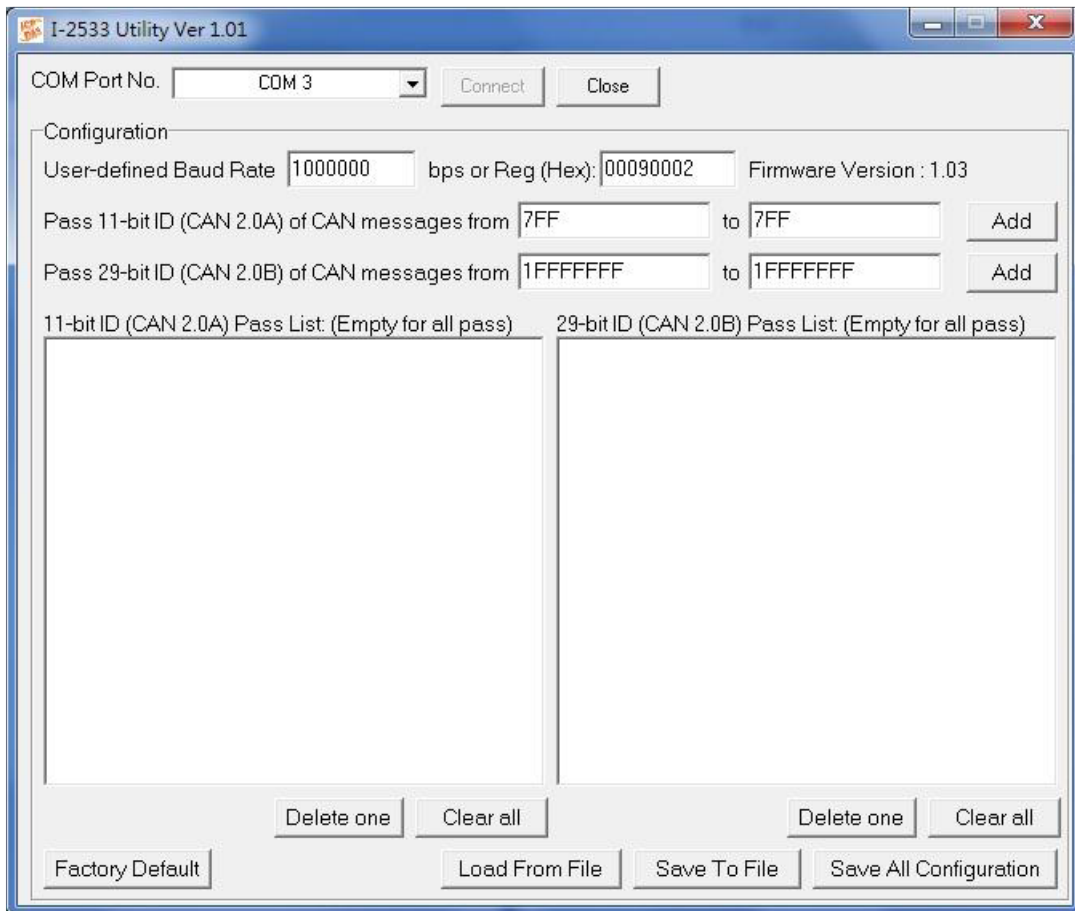 I-2533 Utility Ver 1.01
COM Port No. COM 3 Connect Close
Configuration
User-defined Baud Rate 1000000 bps or Reg (Hex): 00090002 Firmware Version : 1.03
Pass 11-bit ID (CAN 2.0A) of CAN messages from 7FF to 7FF Add
Pass 29-bit ID (CAN 2.0B) of CAN messages from 1FFFFFFF to 1FFFFFFF Add
11-bit ID (CAN 2.0A) Pass List: (Empty for all pass) 29-bit ID (CAN 2.0B) Pass List: (Empty for all pass)
Delete one Clear all Delete one Clear all
Factory Default Load From File Save To File Save All Configuration